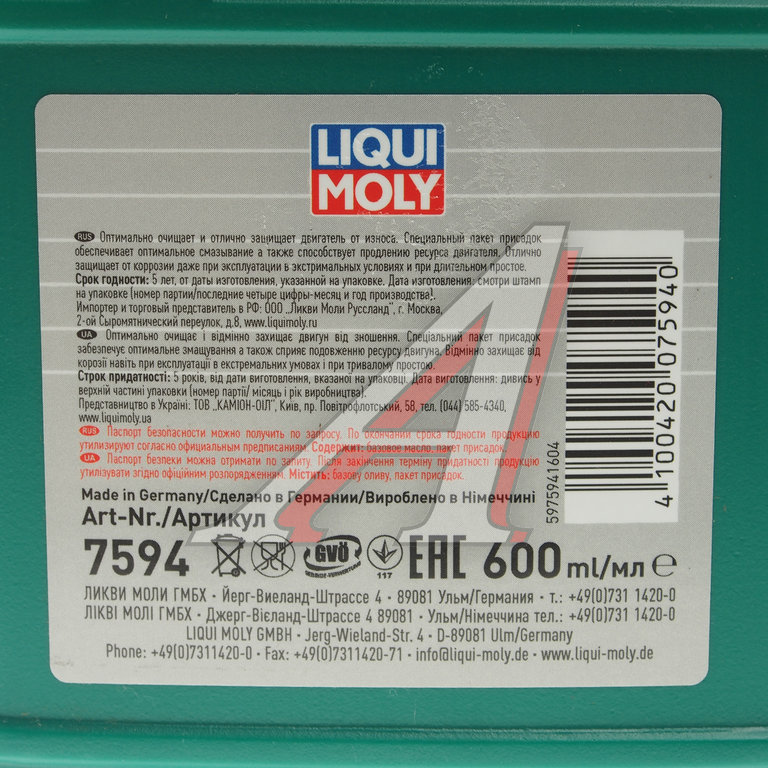 LIQUI
MOLY
RUS Оптимально очищает и отлично защищает двигатель от износа. Специальный пакет присадок
обеспечивает оптимальное смазывание а также способствует продлению ресурса двигателя. Отлично
защищает от коррозии даже при эксплуатации в экстримальных условиях и при длительном простое.
Срок годности: 5 лет, от даты изготовления, указанной на упаковке. Дата изготовления: смотри штамп
на упаковке (номер партии/последние четыре цифры-месяц и год производства).
Импортер и торговый представитель в РФ: ООО „Ликви Моли Руссланд", г. Москва,
2-ой Сыромятнический переулок, д.8, www.liquimoly.ru
UA Оптимально очищає і відмінно захищає двигун від зношення. Спеціальний пакет присадок
забезпечує оптимальне змащування а також сприяє подовженню ресурсу двигуна. Відмінно захищає від
корозії навіть при експлуатації в екстремальних умовах і при тривалому простою.
Строк придатності: 5 років, від дати виготовлення, вказаної на упаковці. Дата виготовлення: дивись у
верхній частині упаковки (номер партії/ місяць і рік виробництва).
Представництво в Україні: ТОВ „КАМІОН-ОІЛ", Київ, пр. Повітрофлотський, 58, тел. (044) 585-4340,
www.liquimoly.ua
RUS Паспорт безопасности можно получить по запросу. По окончании срока годности продукцию
утилизируют согласно официальным предписаниям. Содержит: базовое масло, пакет присадок.
UA Паспорт безпеки можна отримати по запиту. Після закінчення терміну придатності продукцію
утилізувати згідно офіційним розпорядженням. Містить: базову оливу, пакет присадок.
Made in Germany/Сделано в Германии/Вироблено в Німеччині
Art-Nr./Артикул
7594 GVÖ 117 EAC 600 ml/мл e
5975941604
4 100420 075940
ЛИКВИ МОЛИ ГМБХ · Йерг-Виеланд-Штрассе 4 · 89081 Ульм/Германия · т.: +49(0)731 1420-0
ЛІКВІ МОЛІ ГМБХ · Джерг-Вієланд-Штрассе 4 89081 · Ульм/Німеччина тел.: +49(0)731 1420-0
LIQUI MOLY GMBH · Jerg-Wieland-Str. 4 · D-89081 Ulm/Germany
Phone: +49(0)7311420-0 · Fax: +49(0)7311420-71 · info@liqui-moly.de · www.liqui-moly.de